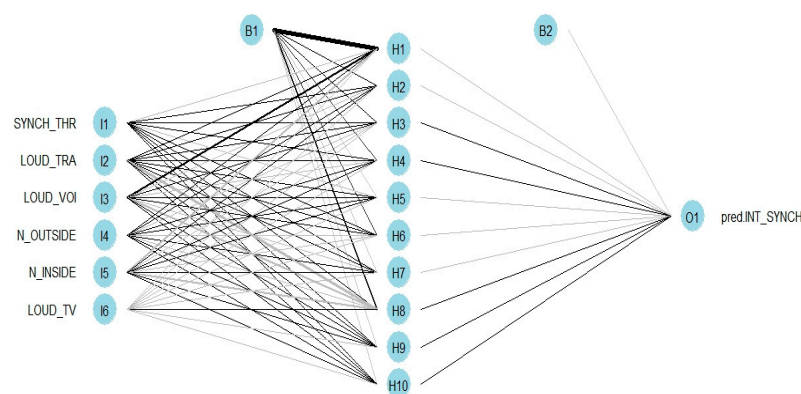 B1
B2
H1
H2
SYNCH_THR I1
H3
LOUD_TRA I2
H4
LOUD_VOI I3
H5
O1 pred.INT_SYNCH
N_OUTSIDE I4
H6
N_INSIDE I5
H7
LOUD_TV I6
H8
H9
H10